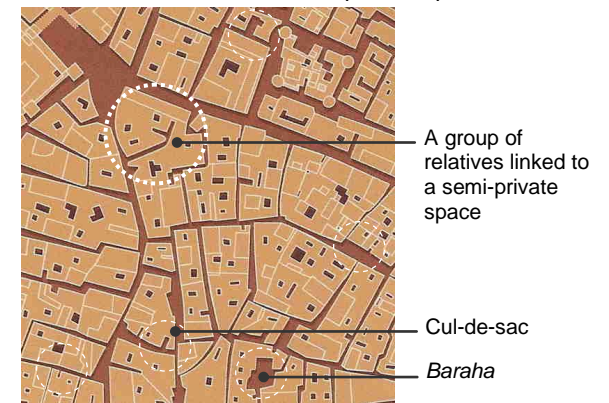 A group of
relatives linked to
a semi-private
space
Cul-de-sac
Baraha